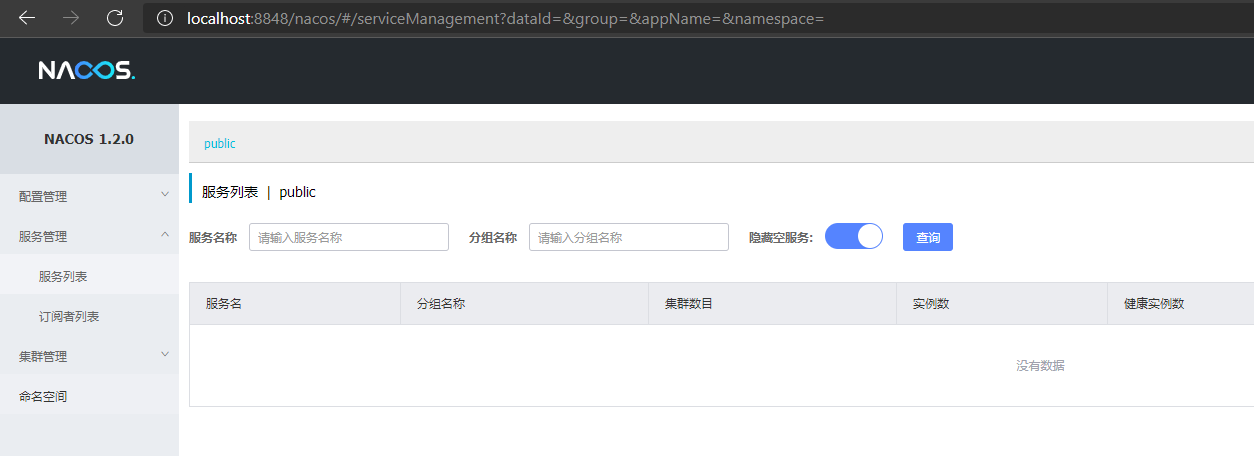 localhost:8848/nacos/#/serviceManagement?dataId=&group=&appName=&namespace=
NACOS.
NACOS 1.2.0
public
配置管理
服务列表 | public
服务管理
服务名称 请输入服务名称 分组名称 请输入分组名称 隐藏空服务: 查询
服务列表
订阅者列表
服务名 分组名称 集群数目 实例数 健康实例数
集群管理
没有数据
命名空间